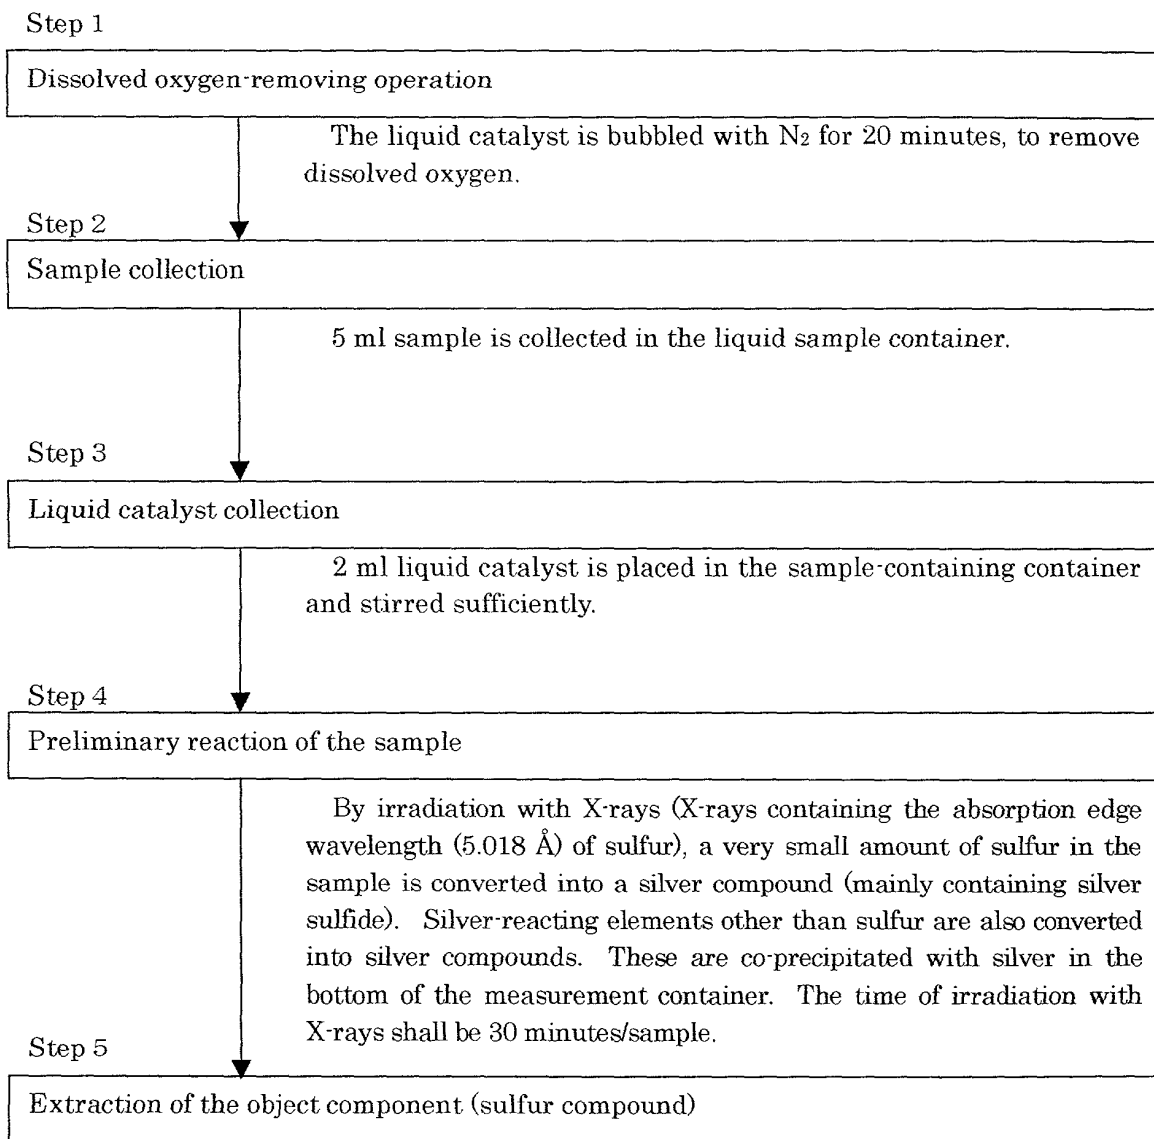 Step 1
Dissolved oxygen-removing operation
The liquid catalyst is bubbled with N₂ for 20 minutes, to remove
dissolved oxygen.
Step 2
Sample collection
5 ml sample is collected in the liquid sample container.
Step 3
Liquid catalyst collection
2 ml liquid catalyst is placed in the sample-containing container
and stirred sufficiently.
Step 4
Preliminary reaction of the sample
By irradiation with X-rays (X-rays containing the absorption edge
wavelength (5.018 Å) of sulfur), a very small amount of sulfur in the
sample is converted into a silver compound (mainly containing silver
sulfide). Silver-reacting elements other than sulfur are also converted
into silver compounds. These are co-precipitated with silver in the
bottom of the measurement container. The time of irradiation with
X-rays shall be 30 minutes/sample.
Step 5
Extraction of the object component (sulfur compound)